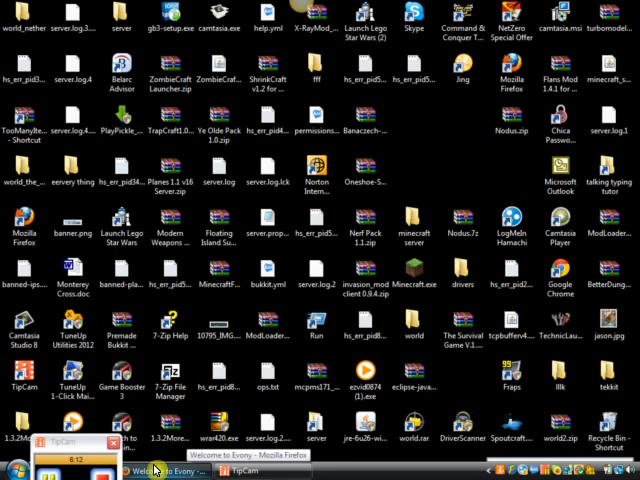 world_nether
server.log.3...
server
gb3-setup.exe
camtasia.exe
help.yml
X-RayMod_...
Launch Lego Star Wars (2)
Skype
Command & Conquer T...
NetZero Special Offer
camtasia.msi
turbomodel...
hs_err_pid3...
server.log.4
Belarc Advisor
ZombieCraft Launcher.zip
ZombieCraf...
ShrinkCraft v1.2 for ...
fff
hs_err_pid5...
hs_err_pid5...
Jing
Mozilla Firefox
Flans Mod 1.4.1 for ...
minecraft_s...
TooManyIte... - Shortcut
server.log.4....
PlayPickle_...
TrapCraft1.0...
Ye Olde Pack 1.0.zip
hs_err_pid4...
permissions...
Banaczech-...
Nodus.zip
Chica Passwo...
server.log.1
world_the_...
eervery thing
hs_err_pid34...
Planes 1.1 v16 Server.zip
server.log
server.log.lck
Norton Intern...
Oneshoe-S...
Microsoft Outlook
talking typing tutor
Mozilla Firefox
banner.png
Launch Lego Star Wars
Modern Weapons ...
Floating Island Su...
server.prop...
Nerf Pack 1.1.zip
minecraft server
Nodus.7z
LogMeIn Hamachi
Camtasia Player
ModLoader...
banned-ips....
Monterey Cross.doc
banned-pla...
hs_err_pid5...
MinecraftF...
bukkit.yml
server.log.2
invasion_mod client 0.9.4.zip
Minecraft.exe
drivers
hs_err_pid2...
Google Chrome
BetterDung...
Camtasia Studio 8
TuneUp Utilities 2012
Premade Bukkit ...
7-Zip Help
10795_IMG...
ModLoader...
Run
hs_err_pid4...
world
The Survival Game V.1....
tcpbufferv4...
TechnicLau...
jason.jpg
TipCam
TuneUp 1-Click Mai...
Game Booster 3
7-Zip File Manager
hs_err_pid8...
ops.txt
mcpms171_...
ezvid0874 (1).exe
eclipse-java...
Fraps
lllk
tekkit
1.3.2Mo...
1.3.2More...
wrar420.exe
server.log.2...
server
jre-6u26-wi...
world.rar
DriverScanner
Spoutcraft....
world2.zip
Recycle Bin - Shortcut
TipCam
6:12
Welcome to Evony - Mozilla Firefox
Welcome to Evony -...
TipCam